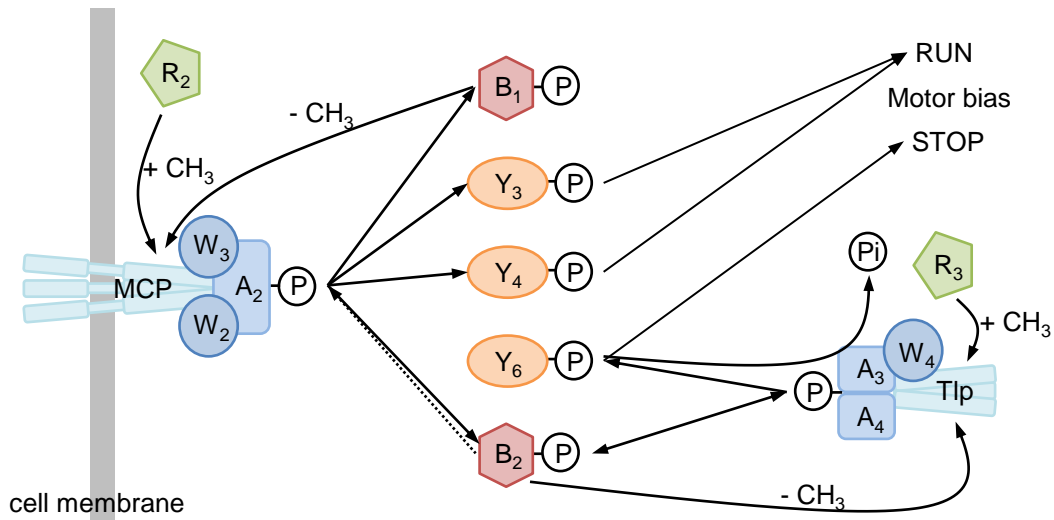 R2
+ CH3
- CH3
MCP
W3
W2
A2
P
B1
P
Y3
P
Y4
P
Y6
P
B2
P
RUN
Motor bias
STOP
Pi
R3
+ CH3
P
A3
W4
A4
Tlp
- CH3
cell membrane